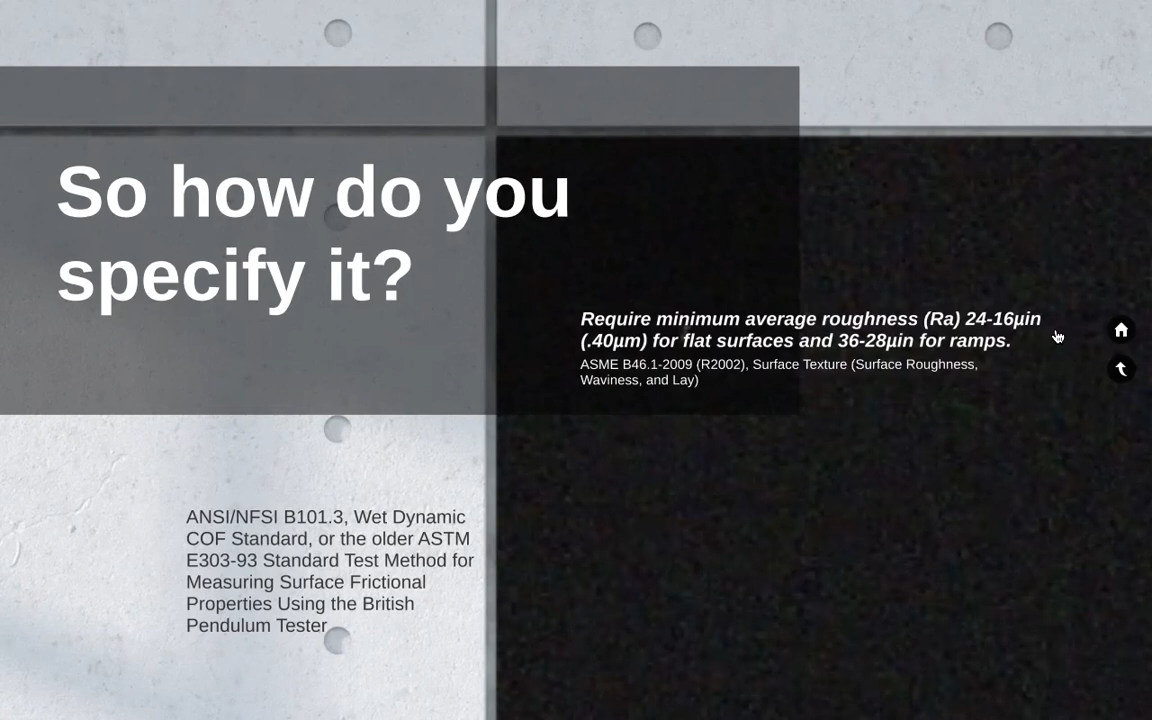 So how do you
specify it?
Require minimum average roughness (Ra) 24-16µin
(.40µm) for flat surfaces and 36-28µin for ramps.
ASME B46.1-2009 (R2002), Surface Texture (Surface Roughness,
Waviness, and Lay)
ANSI/NFSI B101.3, Wet Dynamic
COF Standard, or the older ASTM
E303-93 Standard Test Method for
Measuring Surface Frictional
Properties Using the British
Pendulum Tester